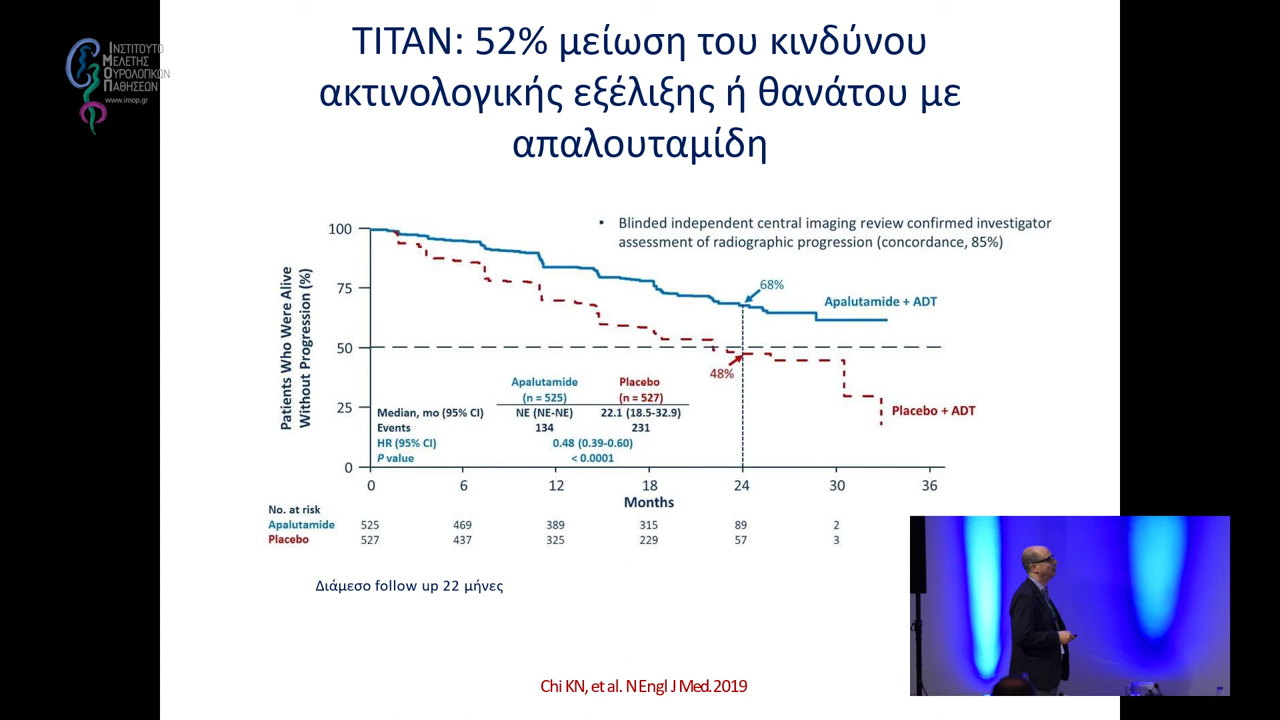 ΤΙΤΑΝ: 52% μείωση του κινδύνου
ακτινολογικής εξέλιξης ή θανάτου με
απαλουταμίδη
ΙΝΣΤΙΤΟΥΤΟ
ΜΕΛΕΤΗΣ
ΟΥΡΟΛΟΓΙΚΩΝ
ΠΑΘΗΣΕΩΝ
www.imop.gr
• Blinded independent central imaging review confirmed investigator
assessment of radiographic progression (concordance, 85%)
Patients Who Were Alive
Without Progression (%)
100
75
50
25
0
68%
Apalutamide + ADT
48%
Placebo + ADT
Apalutamide Placebo
(n = 525) (n = 527)
Median, mo (95% CI) NE (NE-NE) 22.1 (18.5-32.9)
Events 134 231
HR (95% CI) 0.48 (0.39-0.60)
P value < 0.0001
0 6 12 18 24 30 36
Months
No. at risk
Apalutamide 525 469 389 315 89 2
Placebo 527 437 325 229 57 3
Διάμεσο follow up 22 μήνες
Chi KN, et al. N Engl J Med. 2019